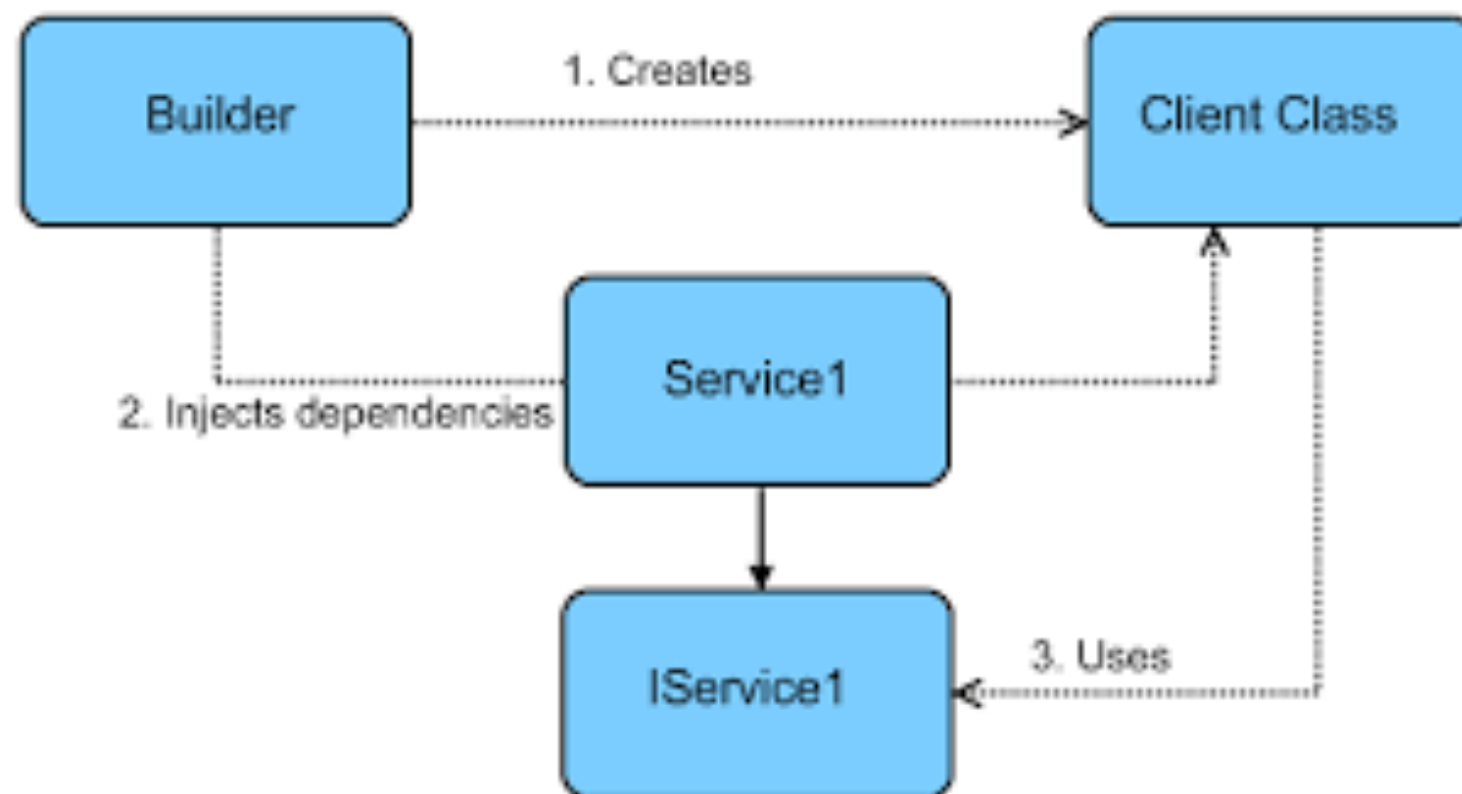 1. Creates
Builder
Client Class
Service1
2. Injects dependencies
3. Uses
IService1